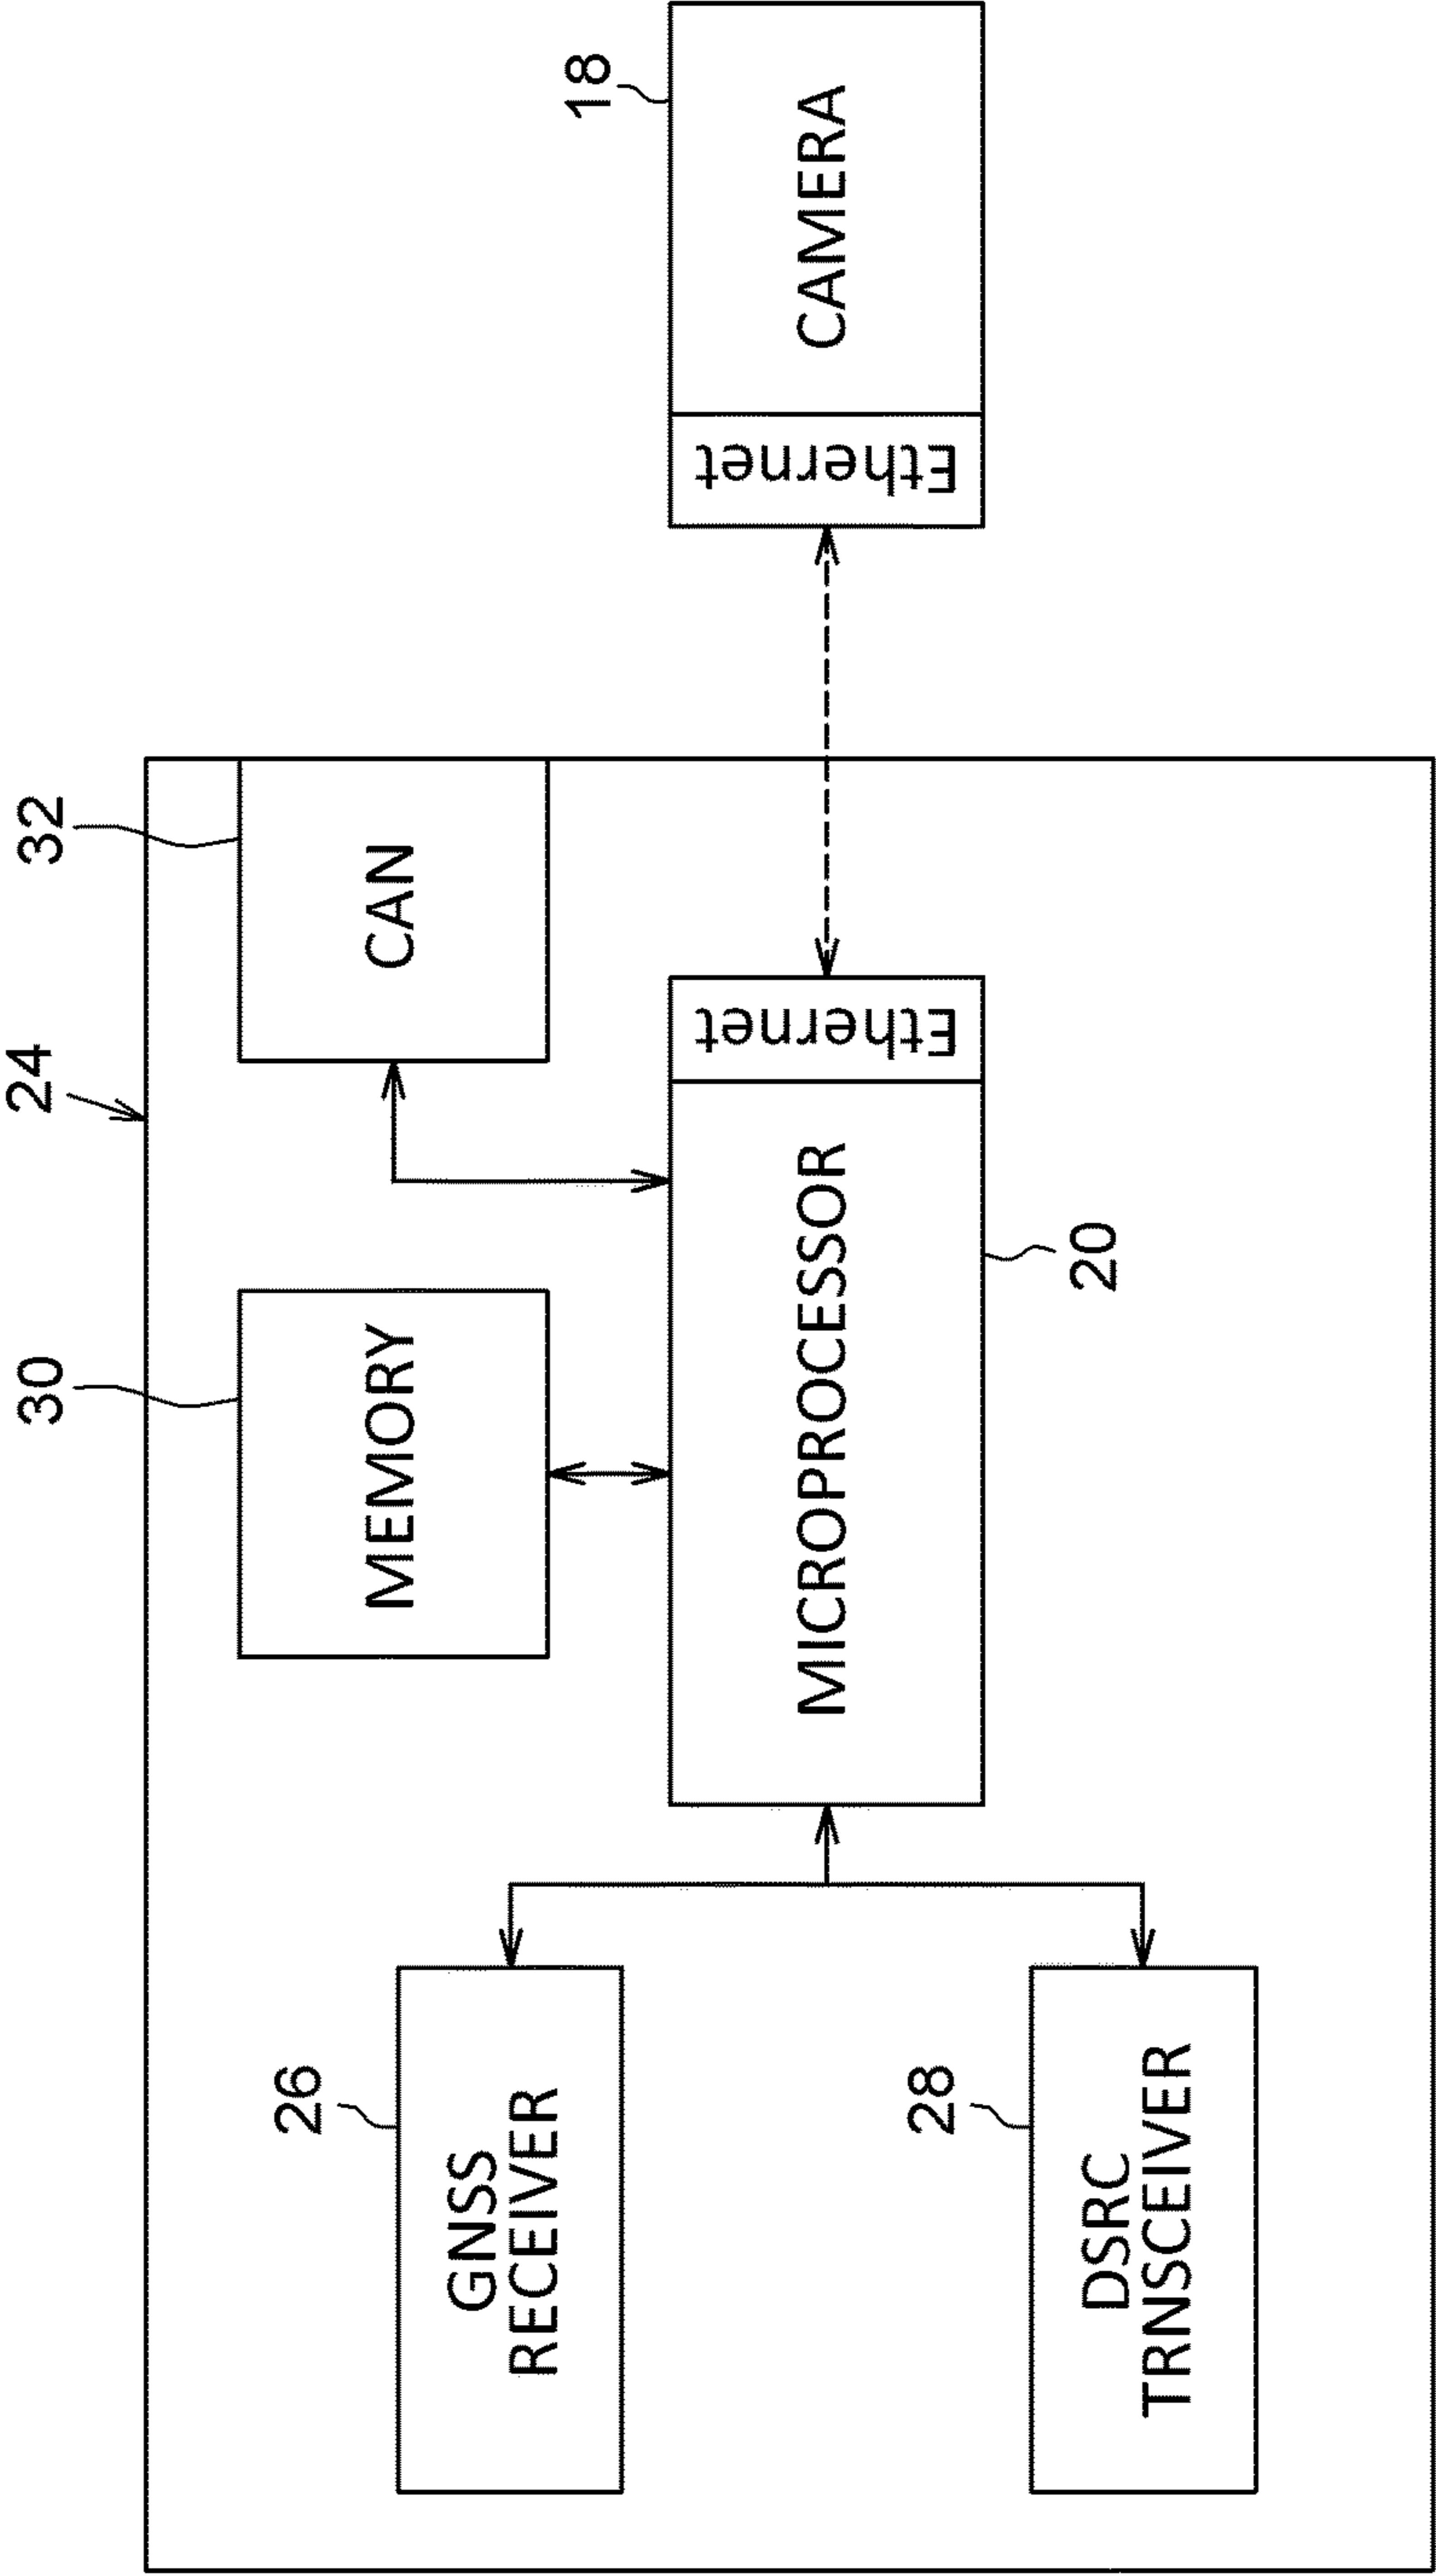 24
30
32
18
MEMORY
CAN
26
GNSS
RECEIVER
MICROPROCESSOR
Ethernet
Ethernet
CAMERA
28
20
DSRC
TRNSCEIVER